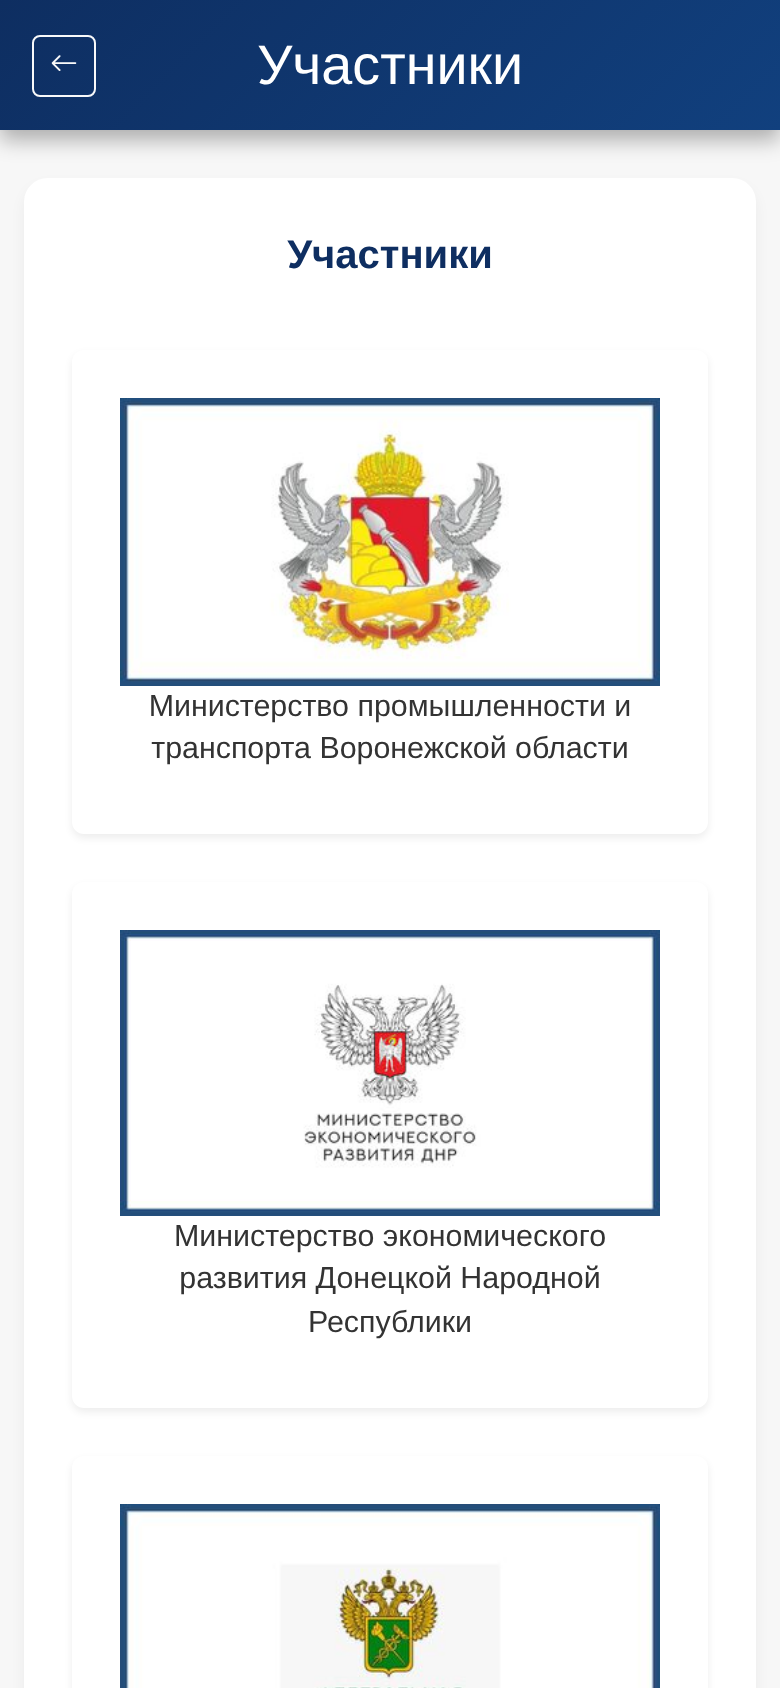 Участники
Участники
Министерство промышленности и
транспорта Воронежской области
МИНИСТЕРСТВО
ЭКОНОМИЧЕСКОГО
РАЗВИТИЯ ДНР
Министерство экономического
развития Донецкой Народной
Республики